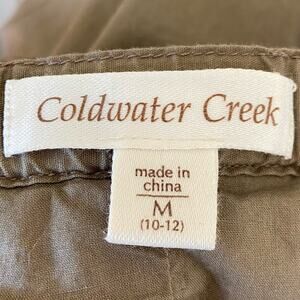 Coldwater Creek
made in
china
M
(10-12)